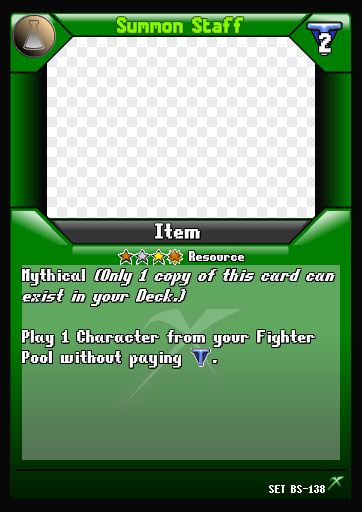 Summon Staff
2
Item
Resource
Mythical (Only 1 copy of this card can
exist in your Deck.)
Play 1 Character from your Fighter
Pool without paying .
SET BS-138